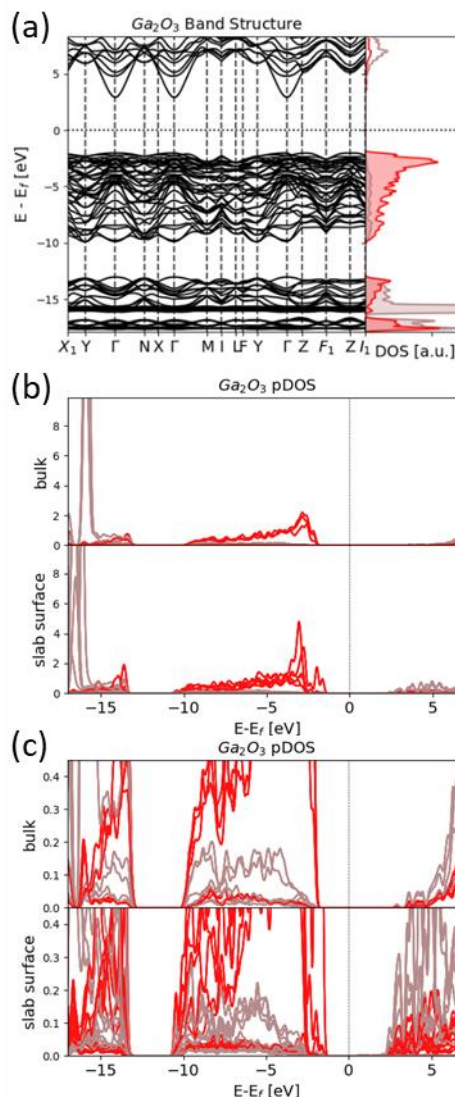 (a)
Ga₂O₃ Band Structure
E - E_f [eV]
5
0
−5
−10
−15
X₁ Y Γ N X Γ M I L F Y Γ Z F₁ Z I₁
DOS [a.u.]
(b)
Ga₂O₃ pDOS
bulk
8
6
4
2
0
slab surface
8
6
4
2
0
−15 −10 −5 0 5
E-E_f [eV]
(c)
Ga₂O₃ pDOS
bulk
0.4
0.3
0.2
0.1
0.0
slab surface
0.4
0.3
0.2
0.1
0.0
−15 −10 −5 0 5
E-E_f [eV]